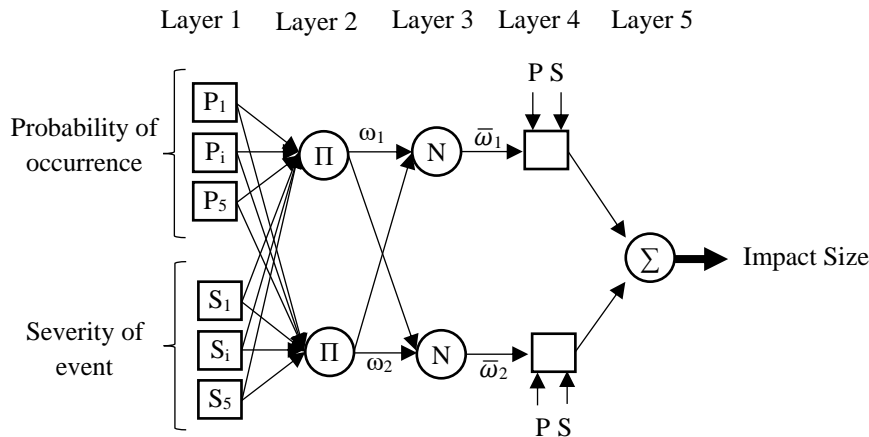 Layer 1 Layer 2 Layer 3 Layer 4 Layer 5
P S
P₁
Probability of
occurrence
Pᵢ
P₅
Π
ω₁
N
ω̅₁
∑
Impact Size
S₁
Severity of
event
Sᵢ
S₅
Π
ω₂
N
ω̅₂
P S